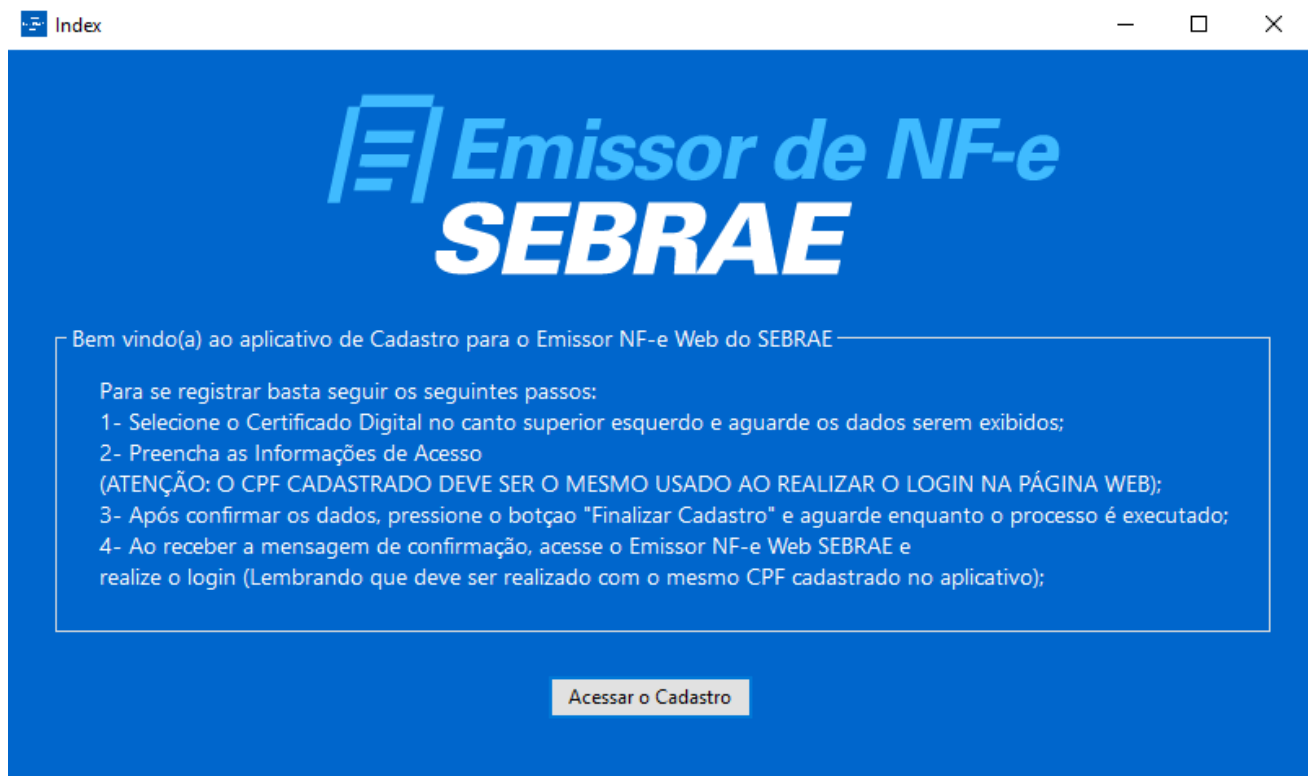 Index
Emissor de NF-e
SEBRAE
Bem vindo(a) ao aplicativo de Cadastro para o Emissor NF-e Web do SEBRAE
Para se registrar basta seguir os seguintes passos:
1- Selecione o Certificado Digital no canto superior esquerdo e aguarde os dados serem exibidos;
2- Preencha as Informações de Acesso
(ATENÇÃO: O CPF CADASTRADO DEVE SER O MESMO USADO AO REALIZAR O LOGIN NA PÁGINA WEB);
3- Após confirmar os dados, pressione o botçao "Finalizar Cadastro" e aguarde enquanto o processo é executado;
4- Ao receber a mensagem de confirmação, acesse o Emissor NF-e Web SEBRAE e
realize o login (Lembrando que deve ser realizado com o mesmo CPF cadastrado no aplicativo);
Acessar o Cadastro